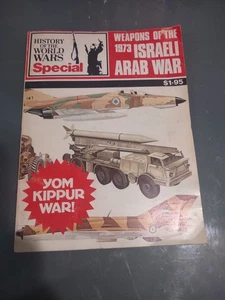 HISTORY
OF THE WORLD
WARS
Special
WEAPONS OF THE
1973 ISRAELI
ARAB WAR
$1·95
YOM
KIPPUR
WAR!